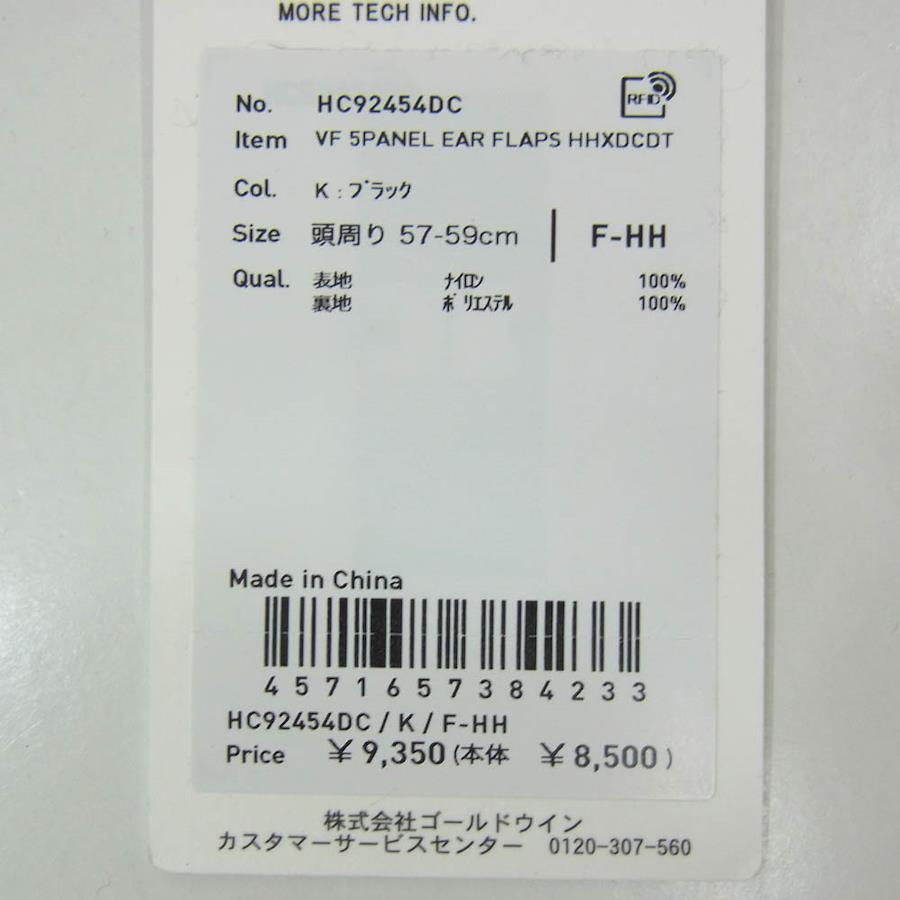 MORE TECH INFO.
No. HC92454DC RFID
Item VF 5PANEL EAR FLAPS HHXDCDT
Col. K : ブラック
Size 頭周り 57-59cm | F-HH
Qual. 表地 ナイロン 100%
裏地 ポリエステル 100%
Made in China
4571657384233
HC92454DC / K / F-HH
Price ¥ 9,350 (本体 ¥ 8,500 )
株式会社ゴールドウイン
カスタマーサービスセンター 0120-307-560